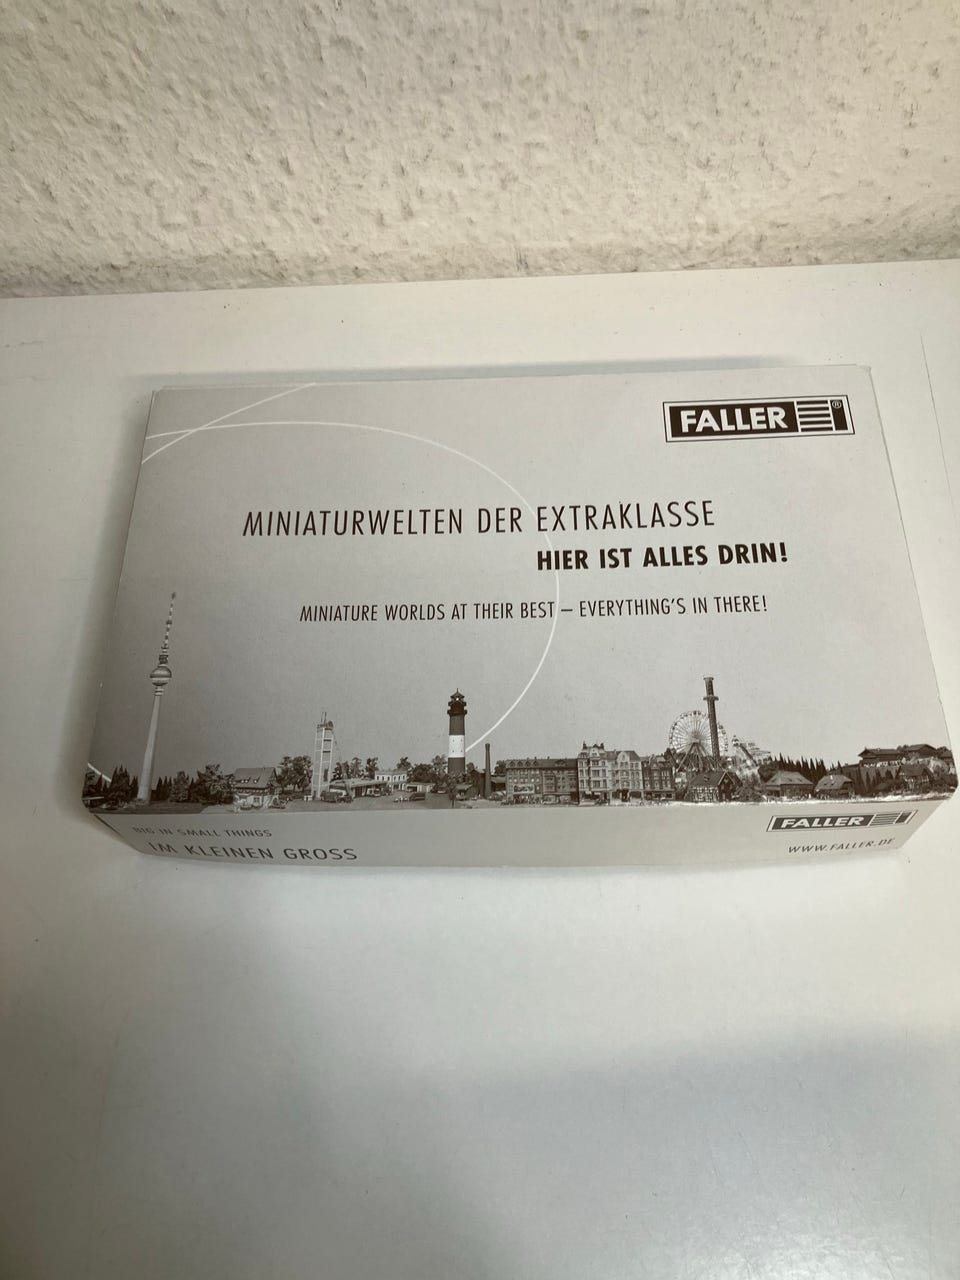 FALLER®
MINIATURWELTEN DER EXTRAKLASSE
HIER IST ALLES DRIN!
MINIATURE WORLDS AT THEIR BEST – EVERYTHING'S IN THERE!
BIG IN SMALL THINGS
IM KLEINEN GROSS
FALLER
WWW.FALLER.DE